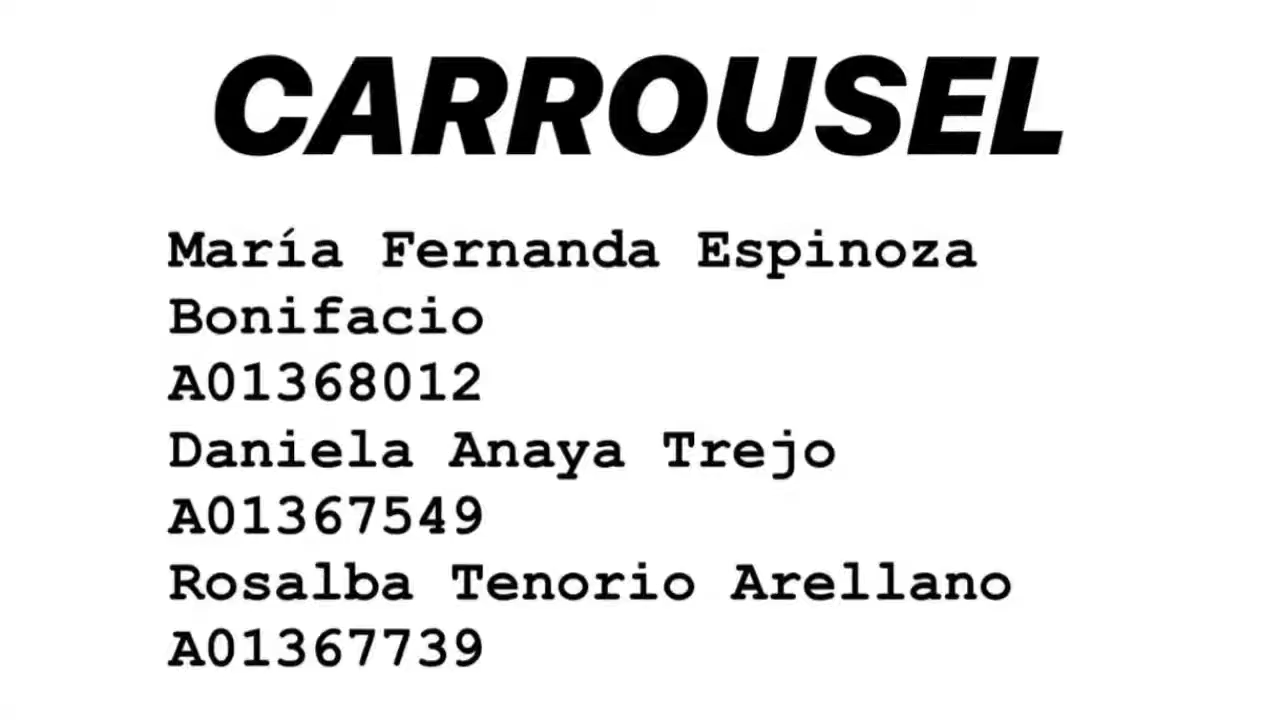 CARROUSEL
María Fernanda Espinoza
Bonifacio
A01368012
Daniela Anaya Trejo
A01367549
Rosalba Tenorio Arellano
A01367739